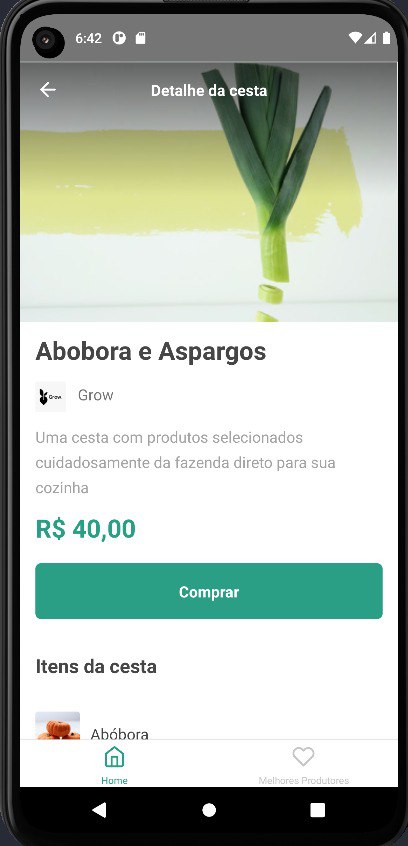 6:42
Detalhe da cesta
Abobora e Aspargos
Grow
Grow
Uma cesta com produtos selecionados
cuidadosamente da fazenda direto para sua
cozinha
R$ 40,00
Comprar
Itens da cesta
Abóbora
Home
Melhores Produtores